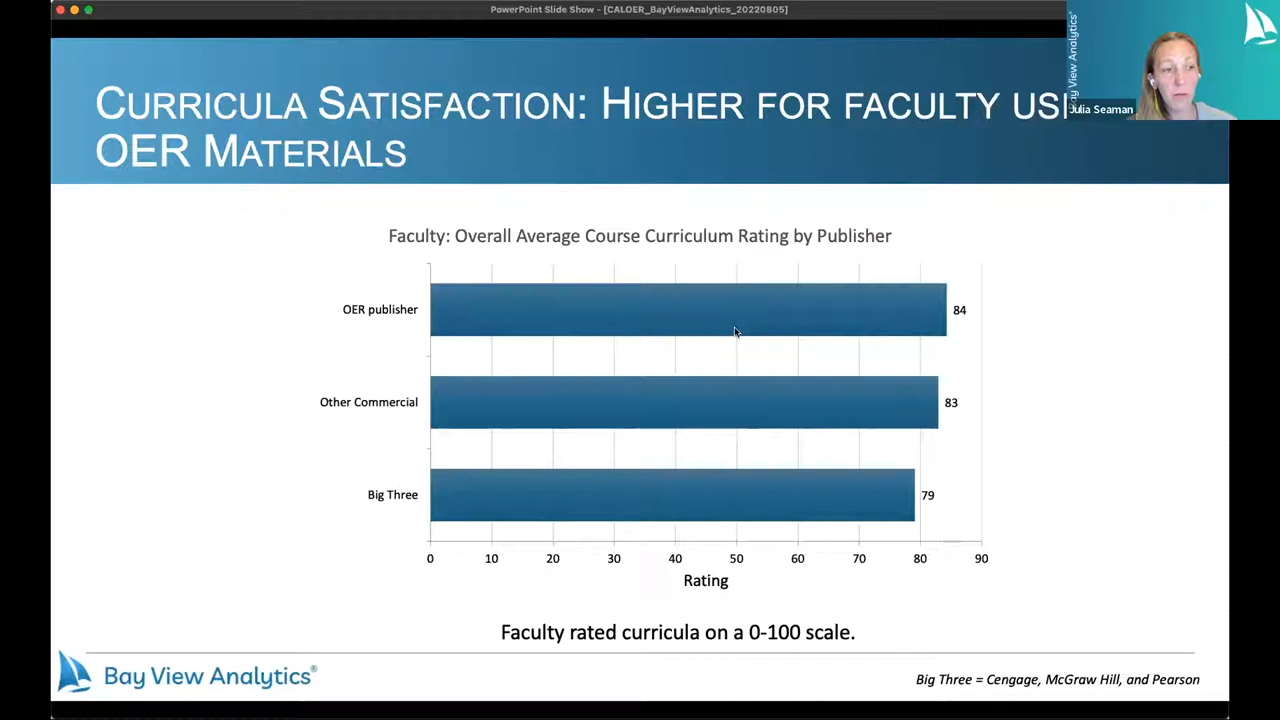 PowerPoint Slide Show - [CALOER_BayViewAnalytics_20220805]
CURRICULA SATISFACTION: HIGHER FOR FACULTY
OER MATERIALS
Bay View Analytics®
Julia Seaman
Faculty: Overall Average Course Curriculum Rating by Publisher
OER publisher
84
Other Commercial
83
Big Three
79
0 10 20 30 40 50 60 70 80 90
Rating
Faculty rated curricula on a 0-100 scale.
Bay View Analytics®
Big Three = Cengage, McGraw Hill, and Pearson